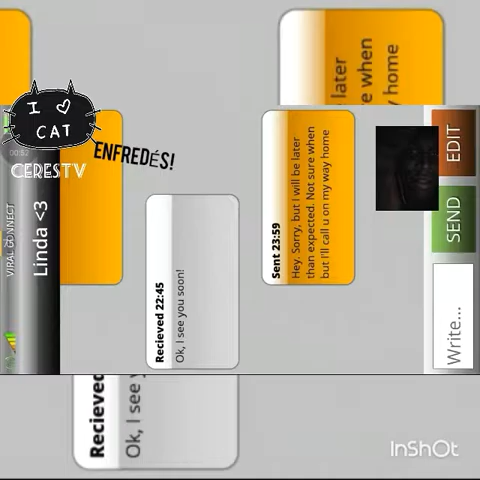 later
e when
home
I ♡
CAT
00:52
CERESTV
ENFREDÉS!
VIRAL CONNECT
Linda <3
Recieved 22:45
Ok, I see you soon!
Sent 23:59
Hey. Sorry, but I will be later
than expected. Not sure when
but I'll call u on my way home
EDIT
SEND
Write...
Recieved
Ok, I see y
InShOt